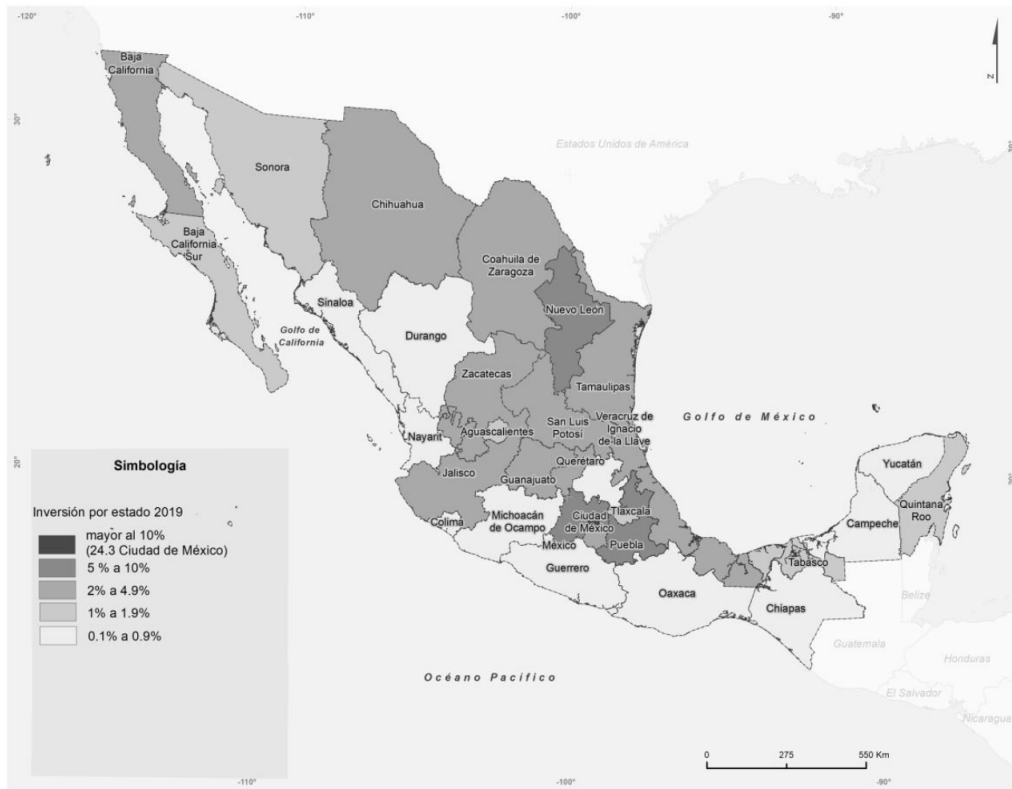 -120°
-110°
-100°
-90°
Baja
California
N
30°
Estados Unidos de América
Sonora
Chihuahua
Baja
California
Sur
Coahuila de
Zaragoza
Sinaloa
Nuevo León
Golfo de
California
Durango
Zacatecas
Tamaulipas
Golfo de México
San Luis
Potosí
Veracruz de
Ignacio
de la Llave
Nayarit
Aguascalientes
20°
Jalisco
Querétaro
Guanajuato
Yucatán
Quintana
Roo
Campeche
Colima
Michoacán
de Ocampo
Ciudad
de México
Tlaxcala
México
Puebla
Guerrero
Tabasco
Oaxaca
Chiapas
Belize
Guatemala
Honduras
El Salvador
Nicaragua
Océano Pacífico
Simbología
Inversión por estado 2019
mayor al 10%
(24.3 Ciudad de México)
5 % a 10%
2% a 4.9%
1% a 1.9%
0.1% a 0.9%
0 275 550 Km
-110°
-100°
-90°